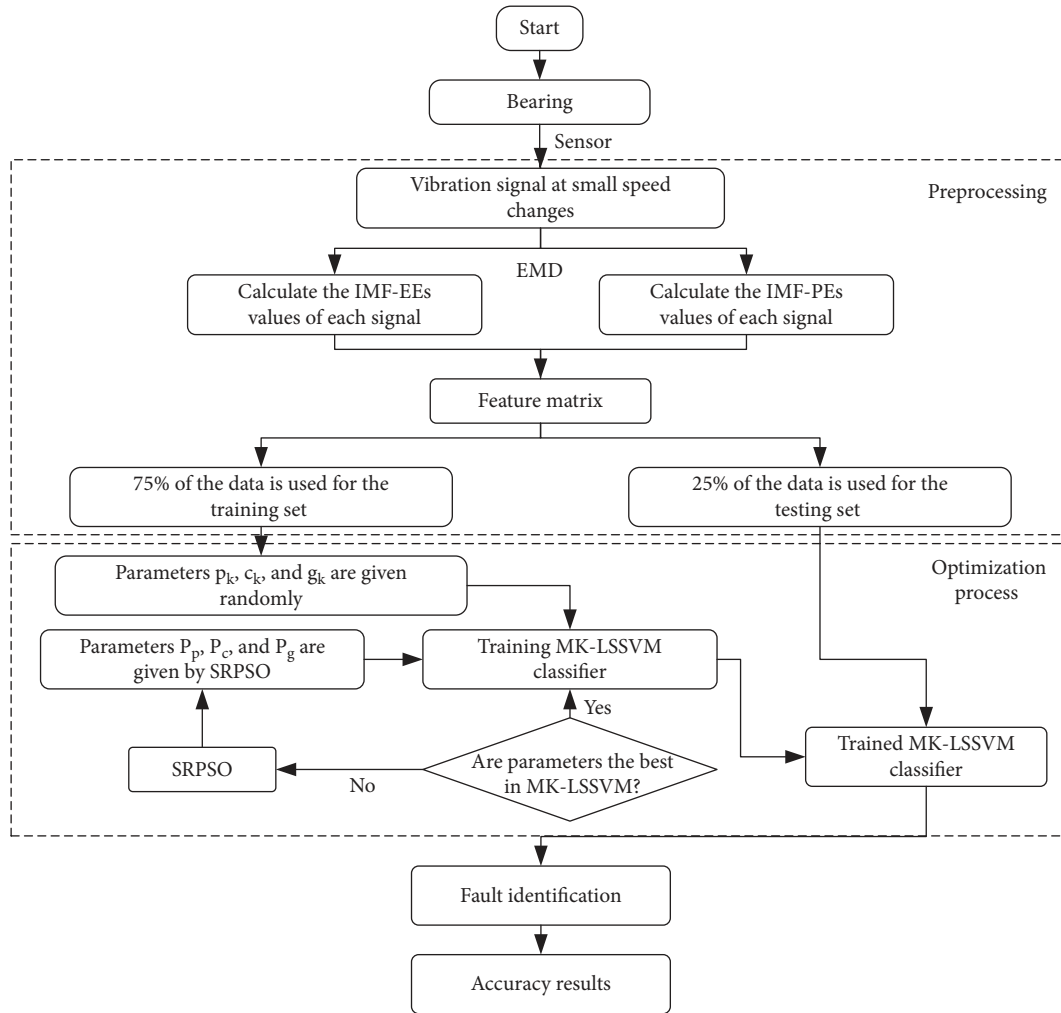 Start
Bearing
Sensor
Preprocessing
Vibration signal at small speed
changes
EMD
Calculate the IMF-EEs
values of each signal
Calculate the IMF-PEs
values of each signal
Feature matrix
75% of the data is used for the
training set
25% of the data is used for the
testing set
Optimization
process
Parameters pk, ck, and gk are given
randomly
Parameters Pp, Pc, and Pg are
given by SRPSO
Training MK-LSSVM
classifier
Yes
Trained MK-LSSVM
classifier
SRPSO
No
Are parameters the best
in MK-LSSVM?
Fault identification
Accuracy results